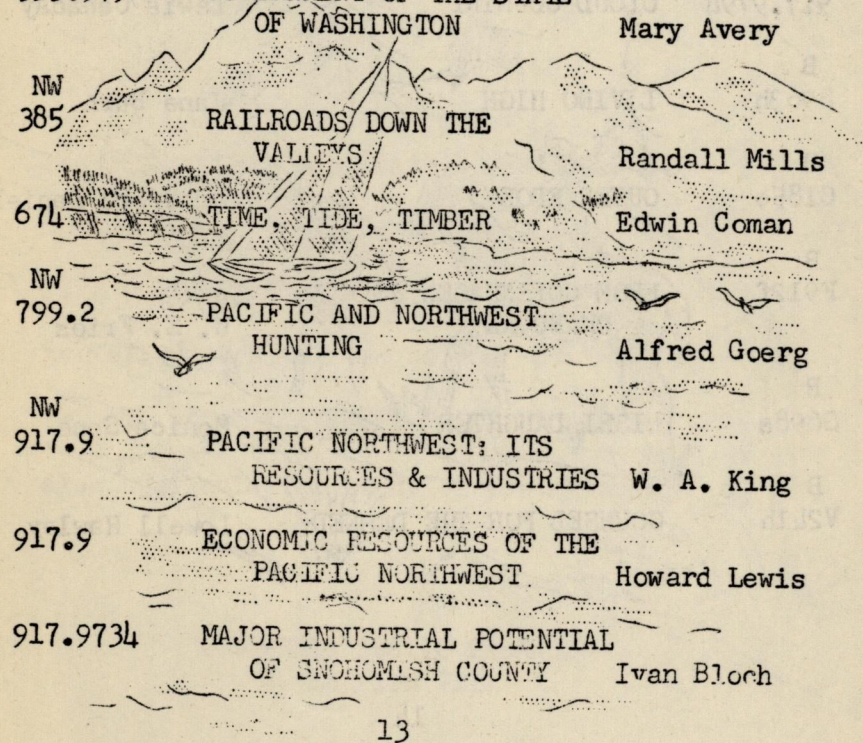 OF THE STATE
OF WASHINGTON Mary Avery
NW
385 RAILROADS DOWN THE
VALLEYS Randall Mills
674 TIME, TIDE, TIMBER Edwin Coman
NW
799.2 PACIFIC AND NORTHWEST
HUNTING Alfred Goerg
NW
917.9 PACIFIC NORTHWEST: ITS
RESOURCES & INDUSTRIES W. A. King
917.9 ECONOMIC RESOURCES OF THE
PACIFIC NORTHWEST Howard Lewis
917.9734 MAJOR INDUSTRIAL POTENTIAL
OF SNOHOMISH COUNTY Ivan Bloch
13